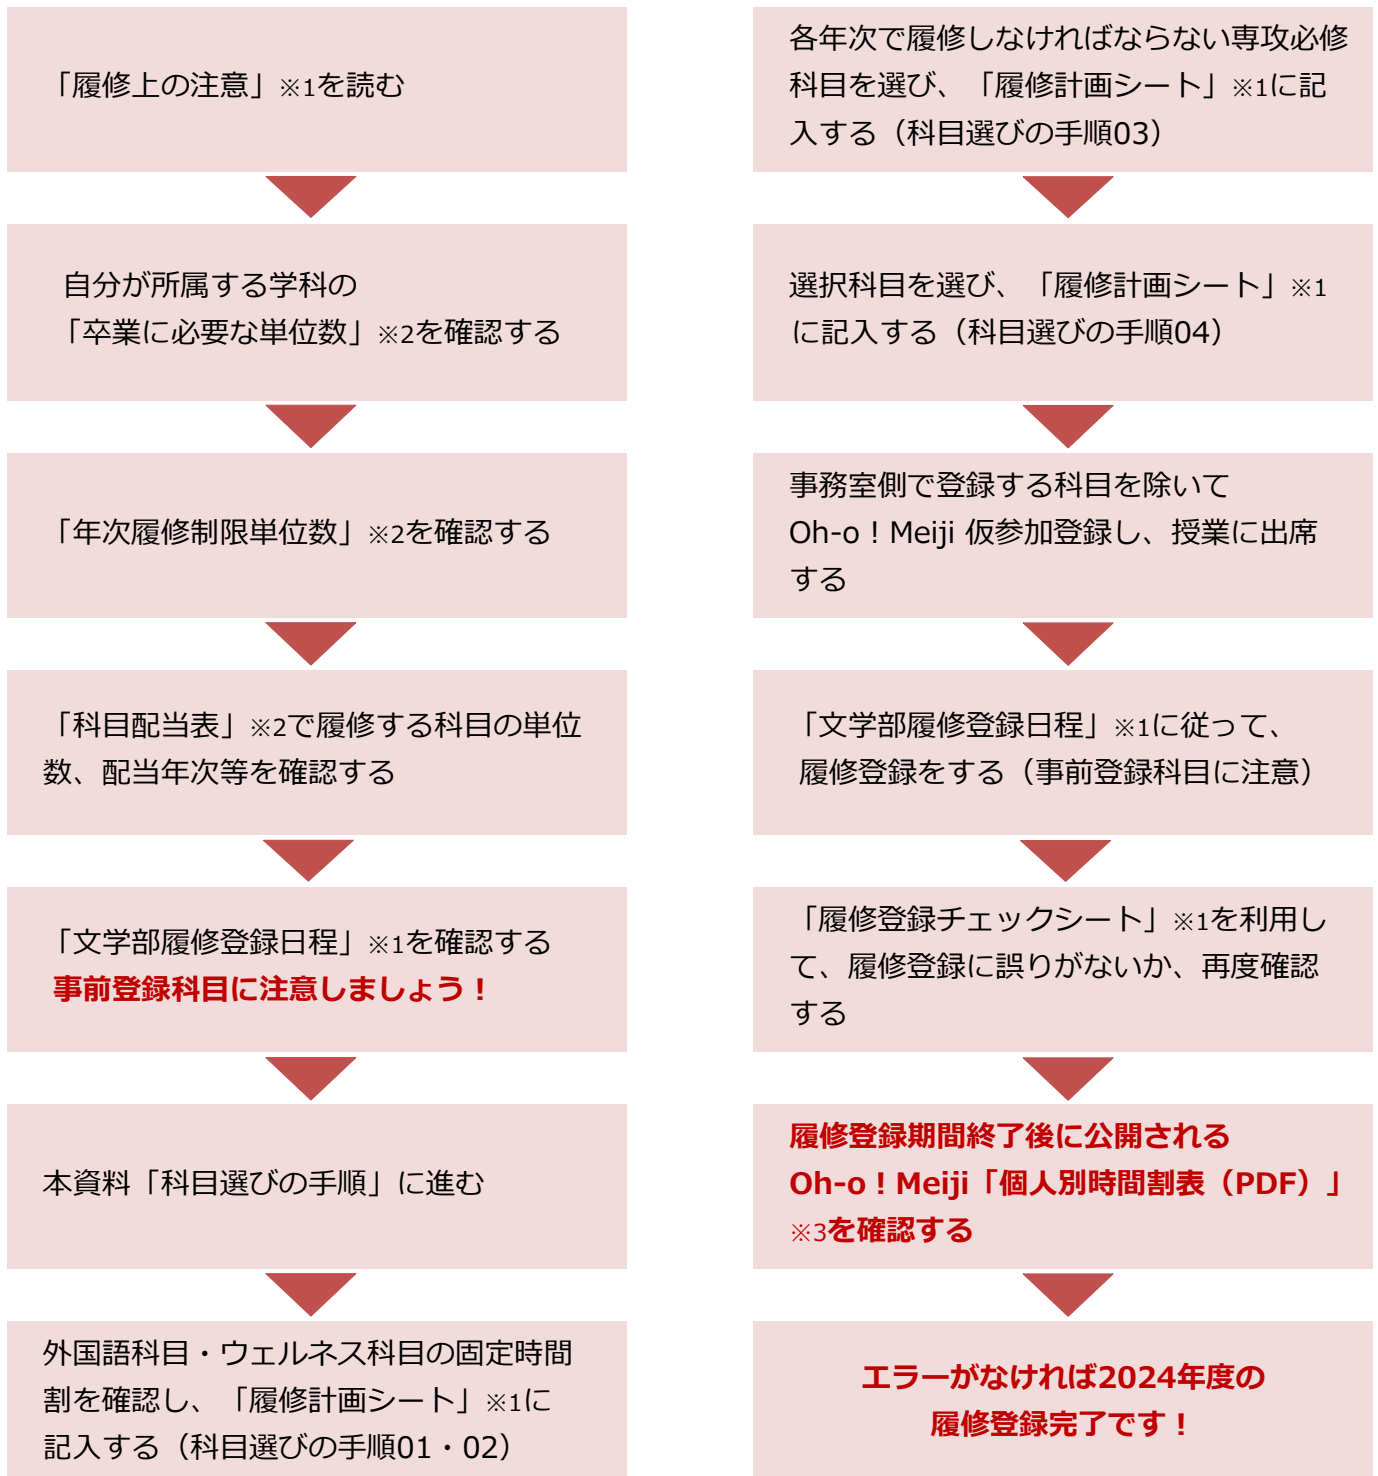 「履修上の注意」※1を読む
自分が所属する学科の
「卒業に必要な単位数」※2を確認する
「年次履修制限単位数」※2を確認する
「科目配当表」※2で履修する科目の単位
数、配当年次等を確認する
「文学部履修登録日程」※1を確認する
事前登録科目に注意しましょう！
本資料「科目選びの手順」に進む
外国語科目・ウェルネス科目の固定時間
割を確認し、「履修計画シート」※1に
記入する（科目選びの手順01・02）
各年次で履修しなければならない専攻必修
科目を選び、「履修計画シート」※1に記
入する（科目選びの手順03）
選択科目を選び、「履修計画シート」※1
に記入する（科目選びの手順04）
事務室側で登録する科目を除いて
Oh-o！Meiji 仮参加登録し、授業に出席
する
「文学部履修登録日程」※1に従って、
履修登録をする（事前登録科目に注意）
「履修登録チェックシート」※1を利用し
て、履修登録に誤りがないか、再度確認
する
履修登録期間終了後に公開される
Oh-o！Meiji「個人別時間割表（PDF）」
※3を確認する
エラーがなければ2024年度の
履修登録完了です！